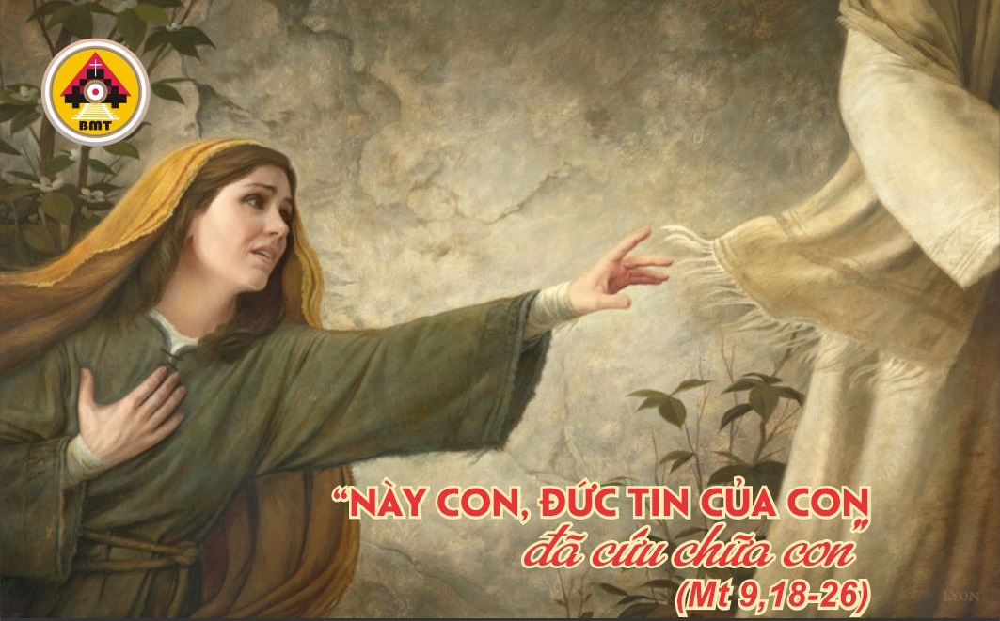 BMT
“NÀY CON, ĐỨC TIN CỦA CON
đã cứu chữa con”
(Mt 9,18-26)
LYON